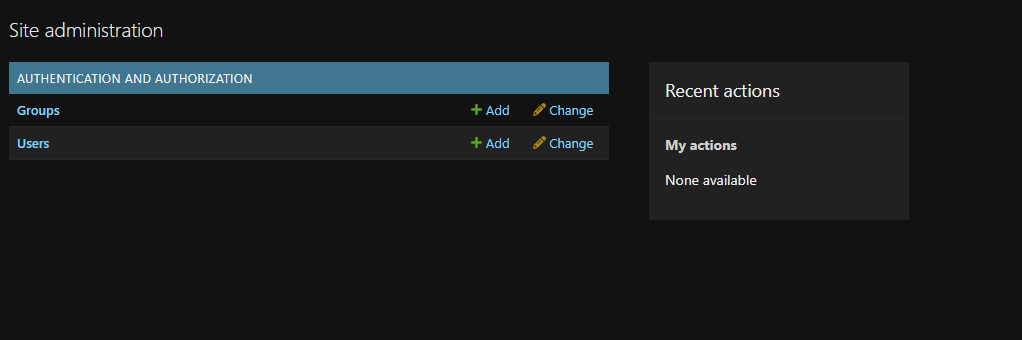 Site administration
AUTHENTICATION AND AUTHORIZATION
Groups Add Change
Users Add Change
Recent actions
My actions
None available